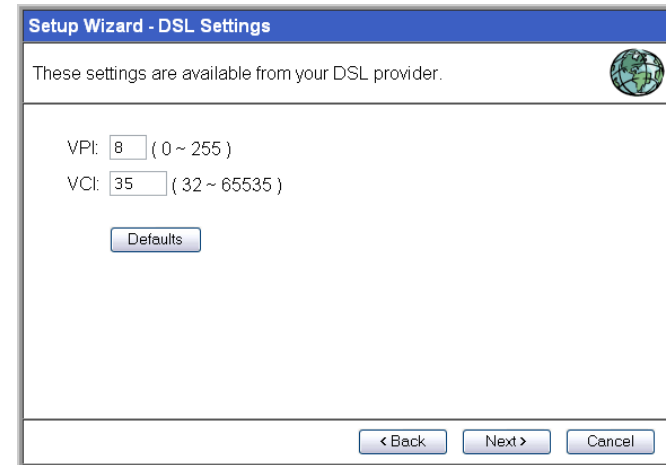 Setup Wizard - DSL Settings
These settings are available from your DSL provider.
VPI: 8 ( 0 ~ 255 )
VCI: 35 ( 32 ~ 65535 )
Defaults
< Back Next > Cancel